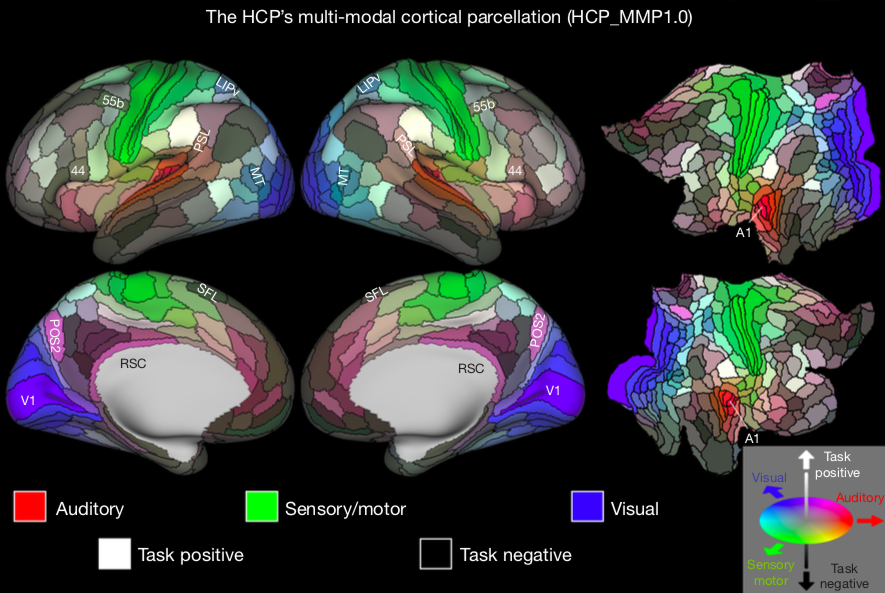 The HCP's multi-modal cortical parcellation (HCP_MMP1.0)
55b
LIPv
PSL
44
MT
LIPv
55b
PSL
MT
44
A1
SFL
POS2
RSC
V1
SFL
POS2
RSC
V1
A1
Auditory
Sensory/motor
Visual
Task positive
Task negative
Task
positive
Visual
Auditory
Sensory
motor
Task
negative